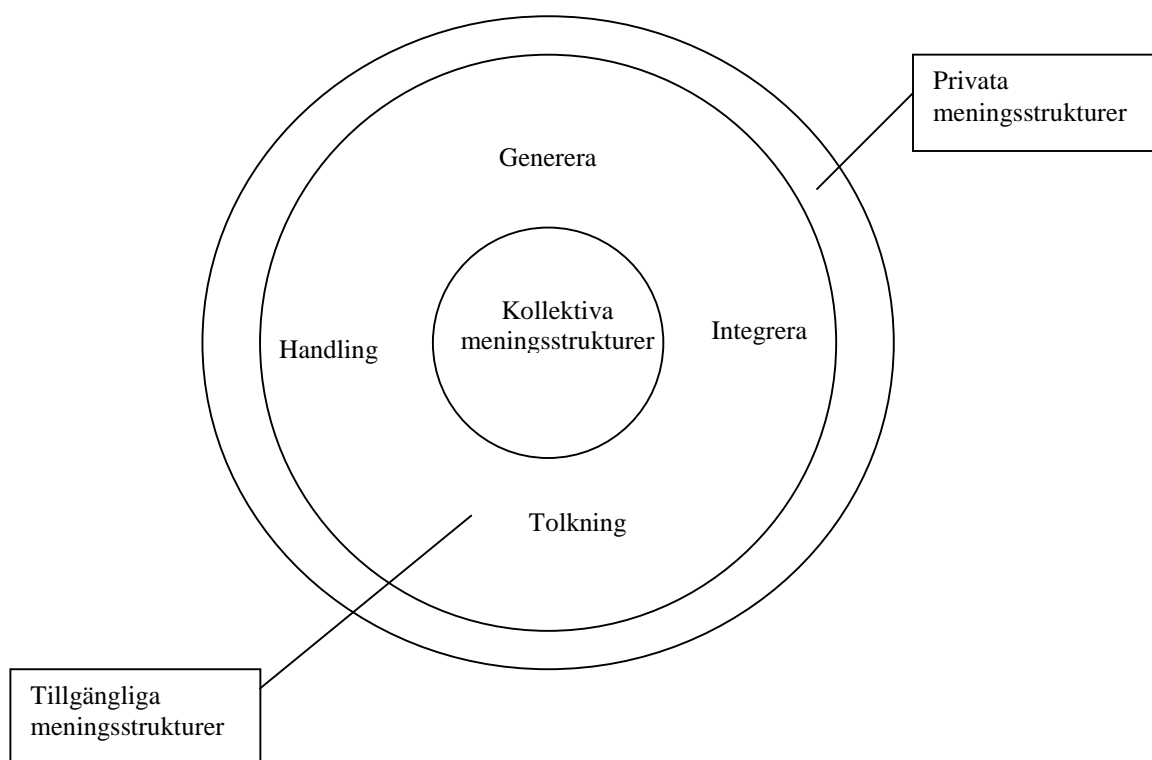 Privata
meningsstrukturer
Generera
Kollektiva
meningsstrukturer
Integrera
Handling
Tolkning
Tillgängliga
meningsstrukturer